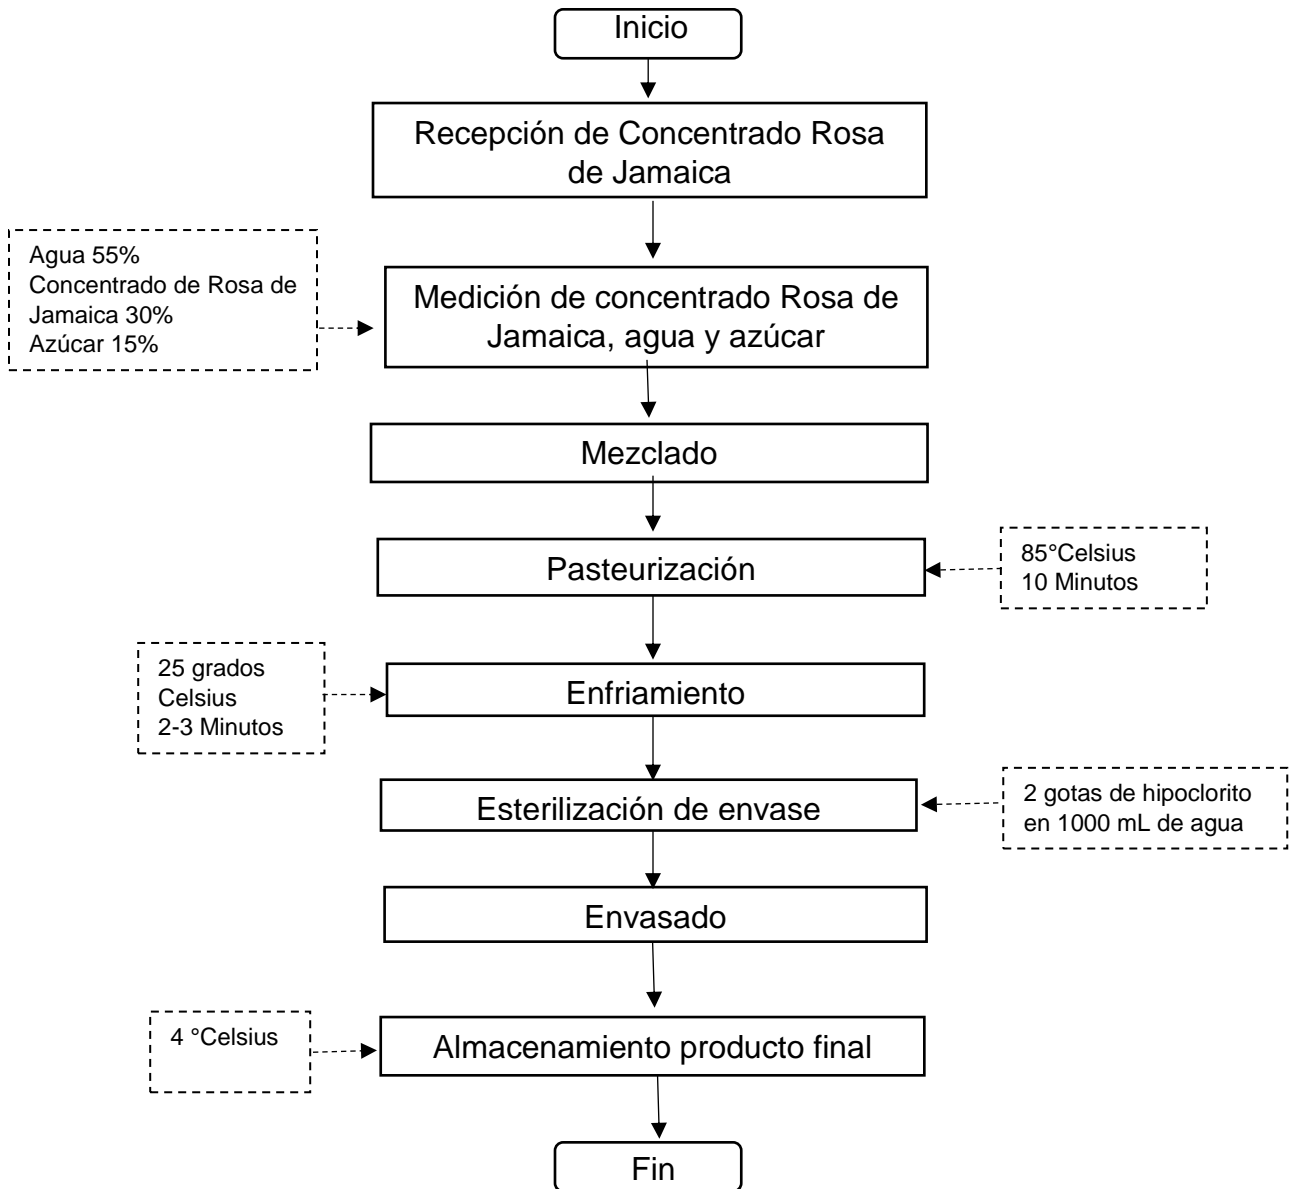 Inicio
Recepción de Concentrado Rosa
de Jamaica
Agua 55%
Concentrado de Rosa de
Jamaica 30%
Azúcar 15%
Medición de concentrado Rosa de
Jamaica, agua y azúcar
Mezclado
Pasteurización
85°Celsius
10 Minutos
25 grados
Celsius
2-3 Minutos
Enfriamiento
Esterilización de envase
2 gotas de hipoclorito
en 1000 mL de agua
Envasado
4 °Celsius
Almacenamiento producto final
Fin